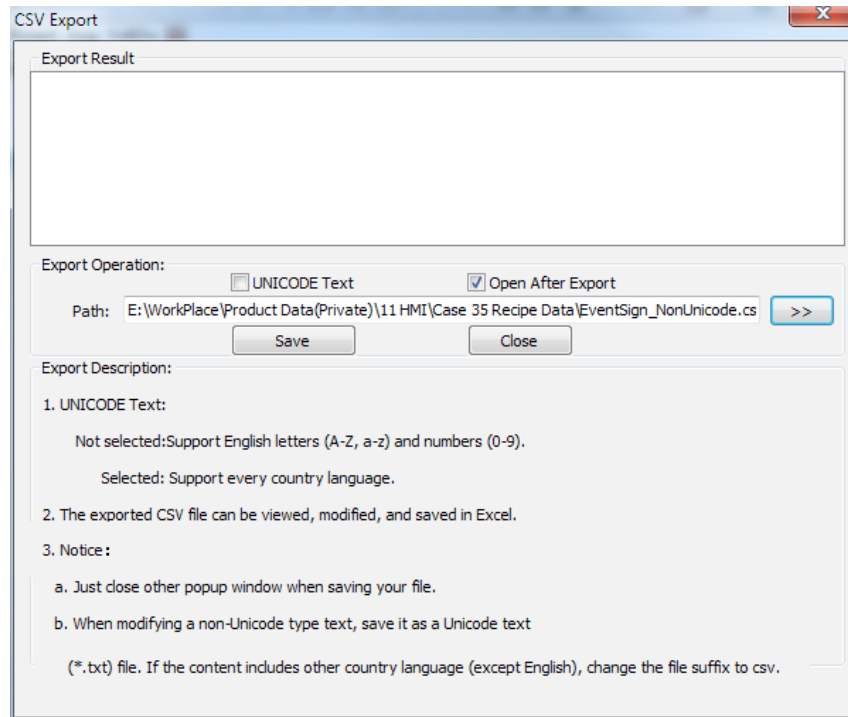 CSV Export
Export Result
Export Operation:
UNICODE Text
Open After Export
Path: E:\WorkPlace\Product Data(Private)\11 HMI\Case 35 Recipe Data\EventSign_NonUnicode.cs >>
Save
Close
Export Description:
1. UNICODE Text:
Not selected:Support English letters (A-Z, a-z) and numbers (0-9).
Selected: Support every country language.
2. The exported CSV file can be viewed, modified, and saved in Excel.
3. Notice:
a. Just close other popup window when saving your file.
b. When modifying a non-Unicode type text, save it as a Unicode text
(*.txt) file. If the content includes other country language (except English), change the file suffix to csv.